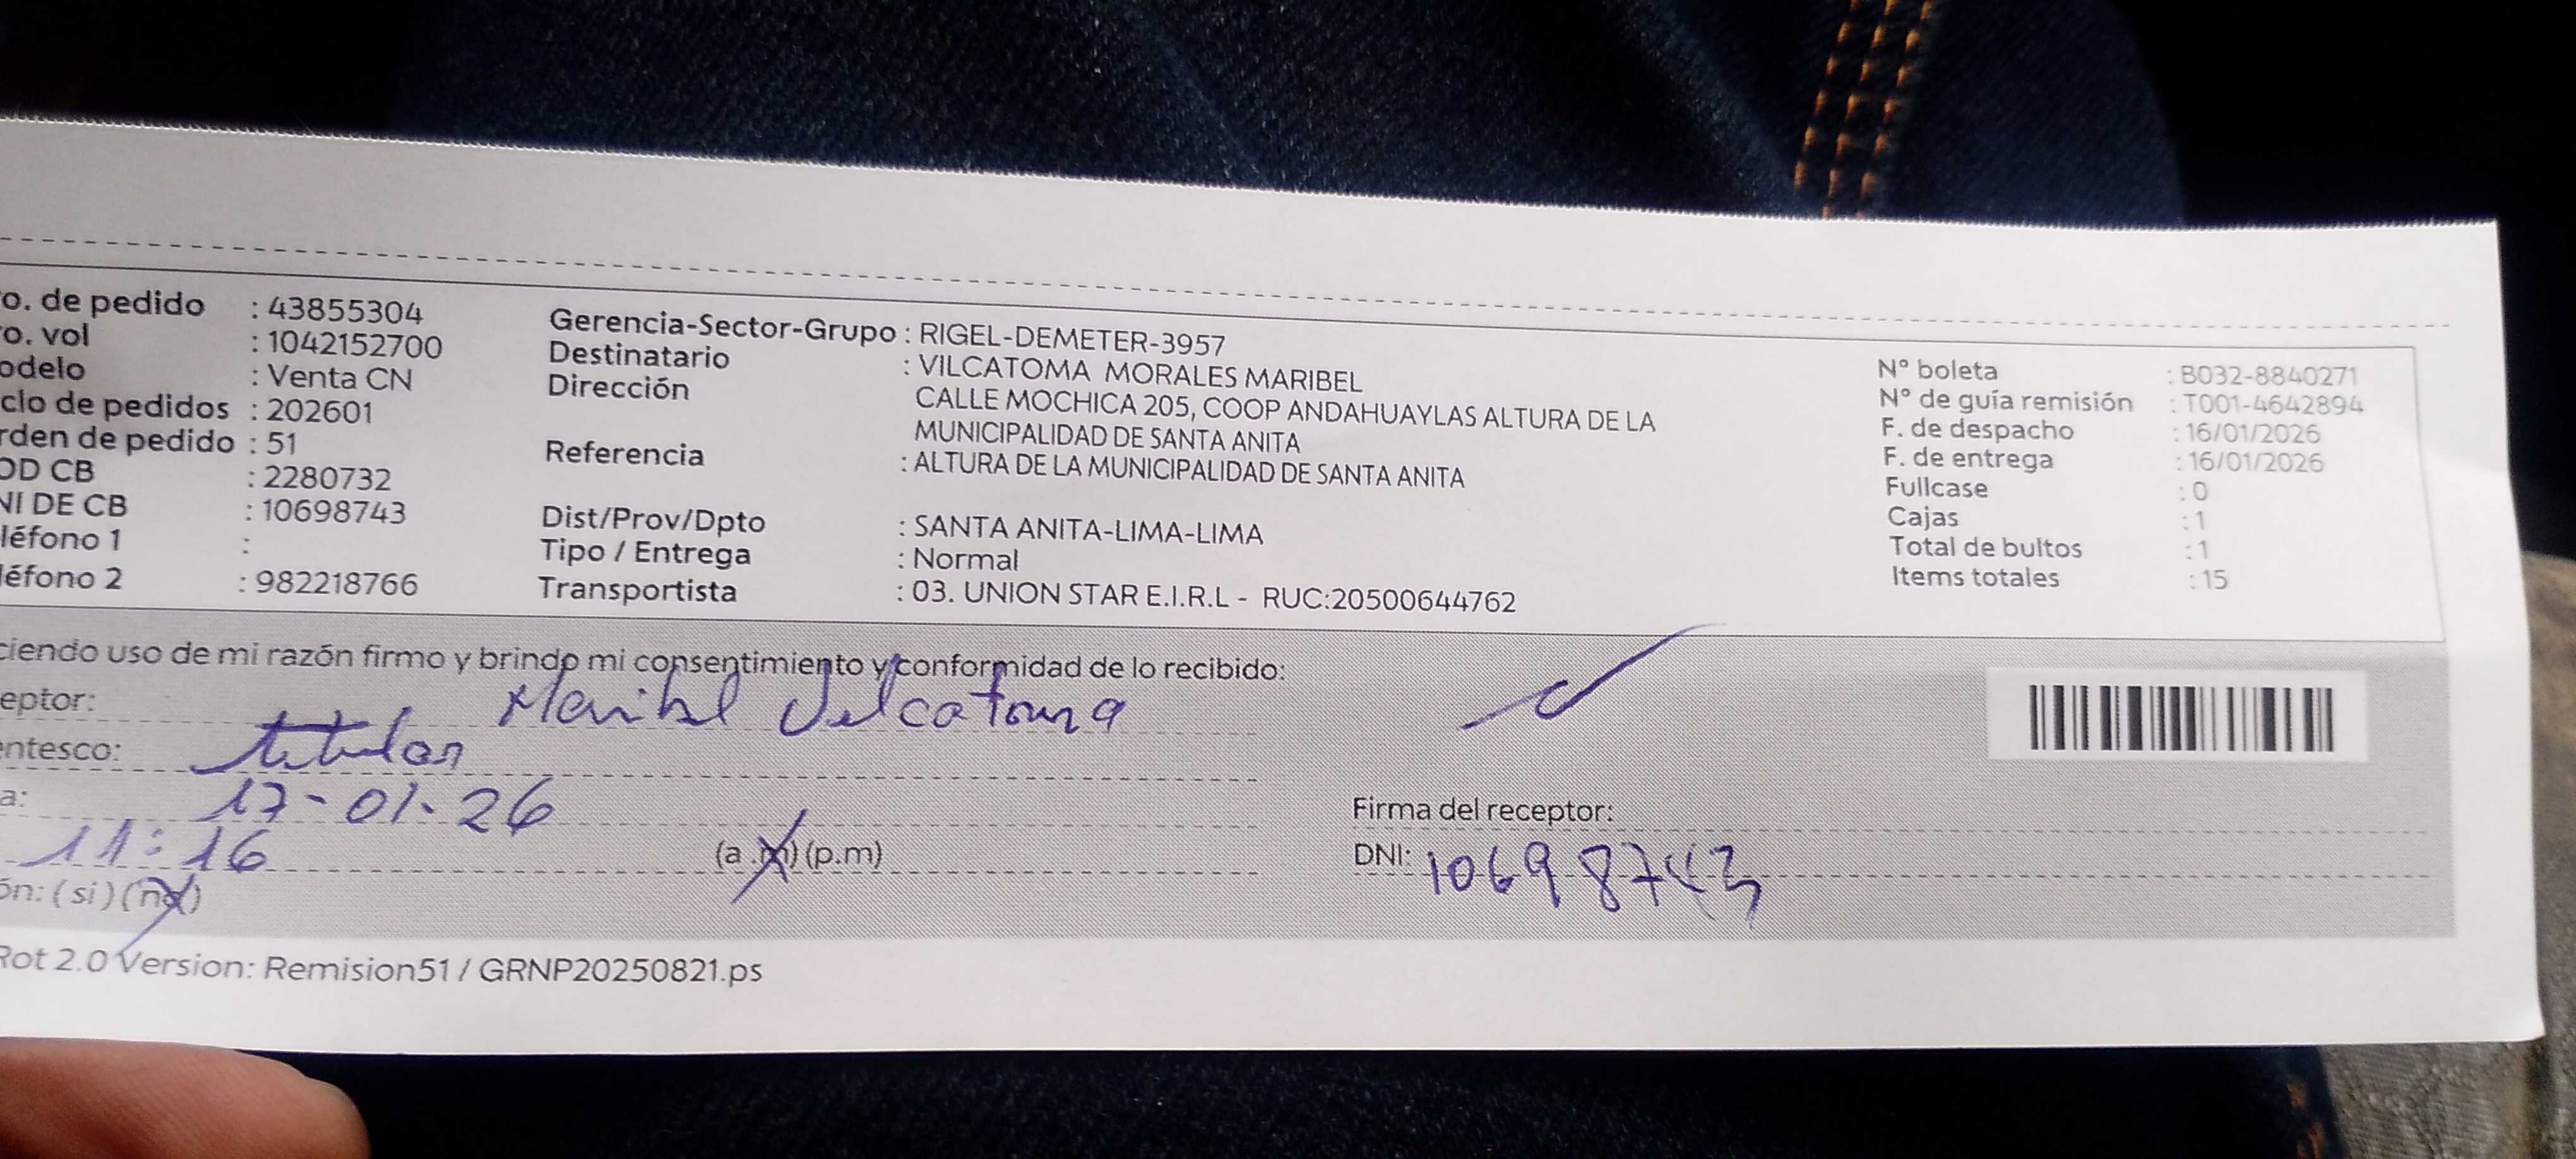 o. de pedido : 43855304
o. vol : 1042152700
odelo : Venta CN
clo de pedidos : 202601
rden de pedido : 51
OD CB : 2280732
NI DE CB : 10698743
léfono 1 :
léfono 2 : 982218766
Gerencia-Sector-Grupo : RIGEL-DEMETER-3957
Destinatario : VILCATOMA MORALES MARIBEL
Dirección CALLE MOCHICA 205, COOP ANDAHUAYLAS ALTURA DE LA
MUNICIPALIDAD DE SANTA ANITA
Referencia : ALTURA DE LA MUNICIPALIDAD DE SANTA ANITA
Dist/Prov/Dpto : SANTA ANITA-LIMA-LIMA
Tipo / Entrega : Normal
Transportista : 03. UNION STAR E.I.R.L - RUC:20500644762
N° boleta : B032-8840271
N° de guía remisión : T001-4642894
F. de despacho : 16/01/2026
F. de entrega : 16/01/2026
Fullcase : 0
Cajas : 1
Total de bultos : 1
Items totales : 15
ciendo uso de mi razón firmo y brindo mi consentimiento y conformidad de lo recibido:
eptor: Maribel Vilcatoma
entesco: titular
a: 17-01-26
11:16 (a.m) (p.m)
ón: (si) (no)
Firma del receptor:
DNI: 10698743
Rot 2.0 Version: Remision51 / GRNP20250821.ps